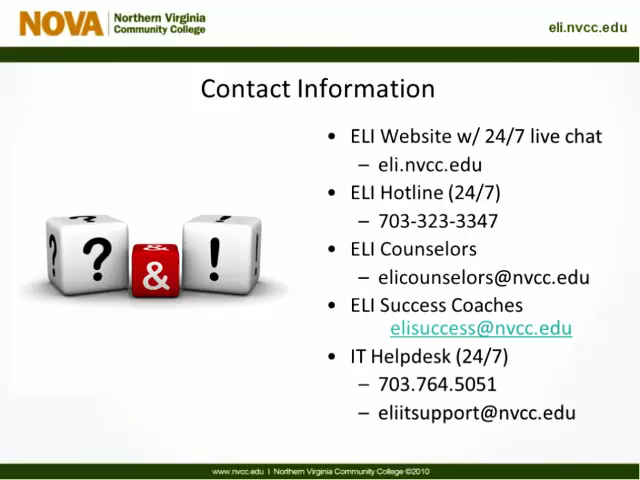 NOVA Northern Virginia
Community College
eli.nvcc.edu
Contact Information
• ELI Website w/ 24/7 live chat
– eli.nvcc.edu
• ELI Hotline (24/7)
– 703-323-3347
• ELI Counselors
– elicounselors@nvcc.edu
• ELI Success Coaches
elisuccess@nvcc.edu
• IT Helpdesk (24/7)
– 703.764.5051
– eliitsupport@nvcc.edu
? ? ? & & ! ! !
www.nvcc.edu I Northern Virginia Community College ©2010